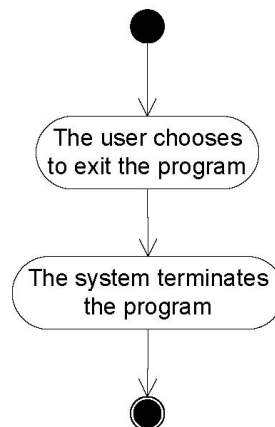 The user chooses
to exit the program
The system terminates
the program